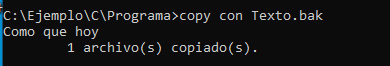 C:\Ejemplo\C\Programa>copy con Texto.bak
Como que hoy
        1 archivo(s) copiado(s).